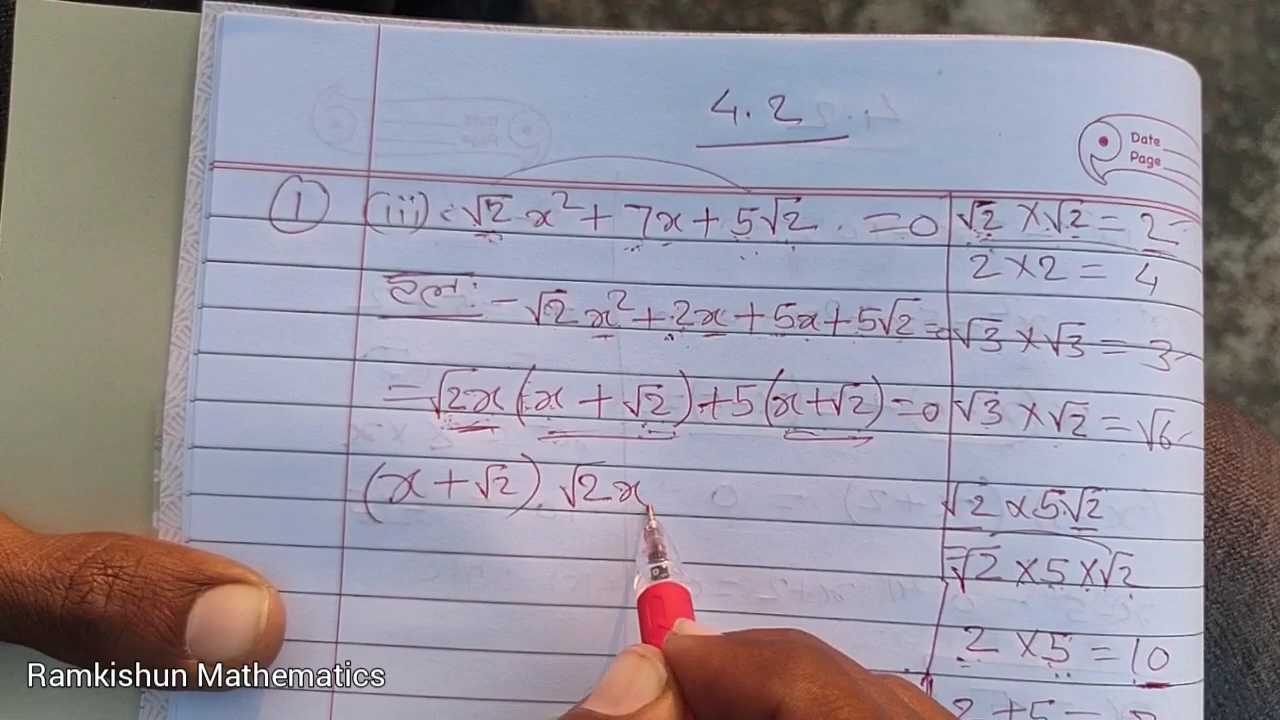 4.2
Date
Page
① (iii) √2 x² + 7x + 5√2 = 0
हल: - √2 x² + 2x + 5x + 5√2 = 0
= √2x (x + √2) + 5 (x + √2) = 0
(x + √2) √2x
√2 × √2 = 2
2 × 2 = 4
√3 × √3 = 3
√3 × √2 = √6
√2 × 5√2
√2 × 5 × √2
2 × 5 = 10
2 + 5 =
Ramkishun Mathematics